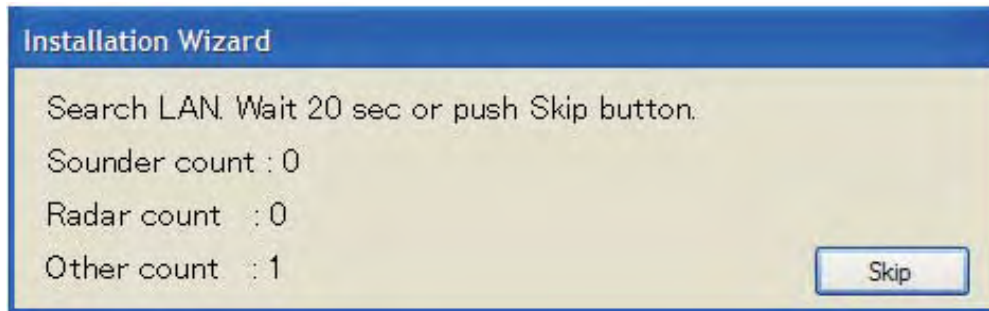 Installation Wizard
Search LAN. Wait 20 sec or push Skip button.
Sounder count : 0
Radar count : 0
Other count : 1
Skip